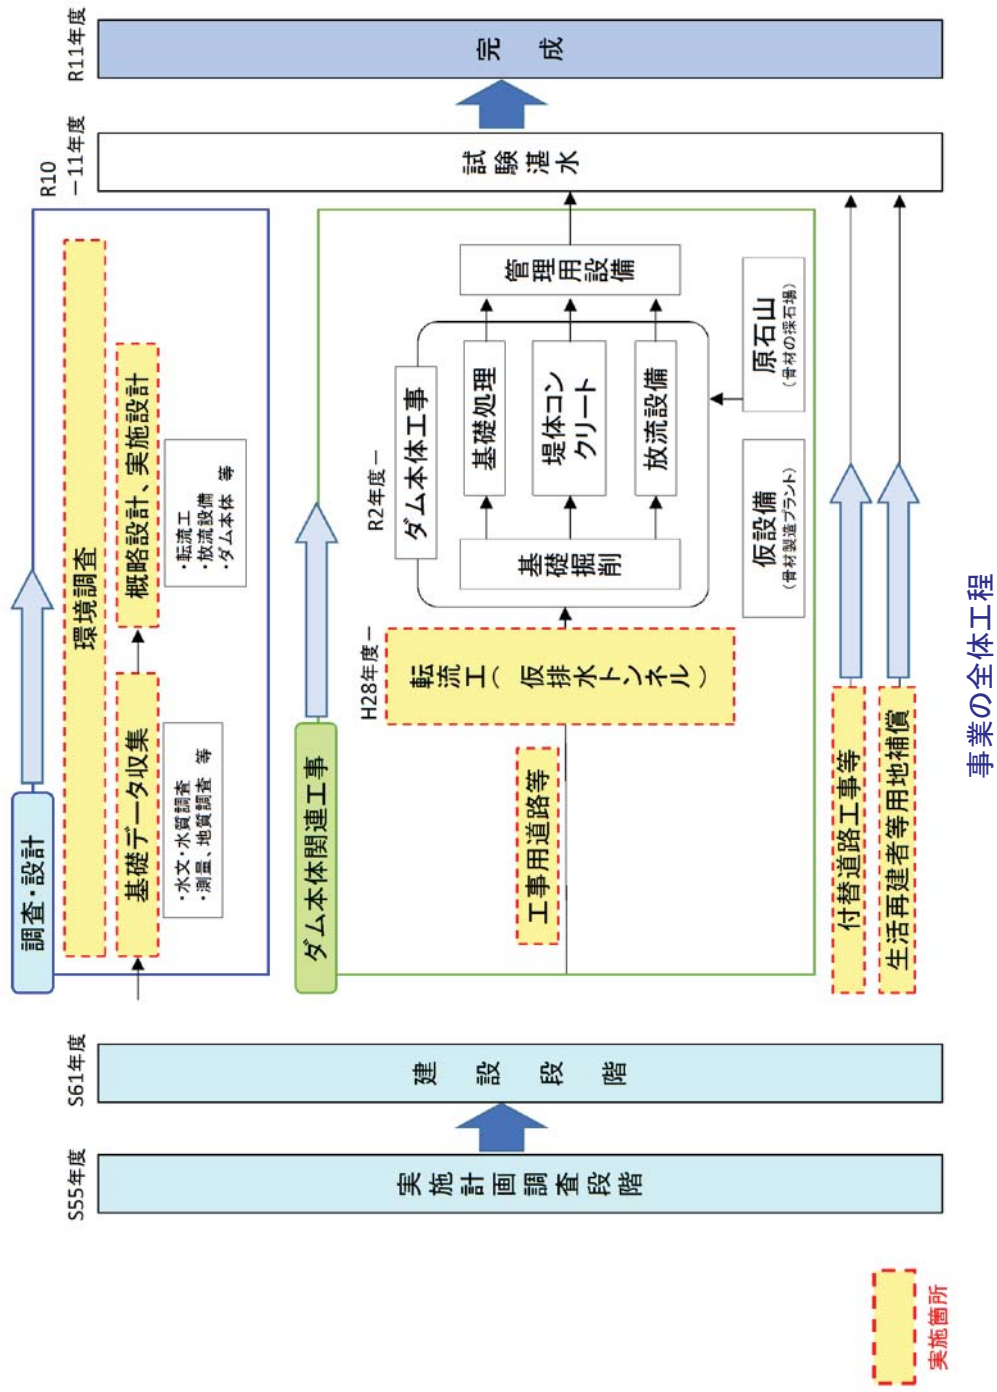 S55年度
実施計画調査段階
S61年度
建設段階
調査・設計
環境調査
基礎データ収集
・水文・水質調査
・測量、地質調査 等
概略設計、実施設計
・転流工
・放流設備
・ダム本体 等
ダム本体関連工事
工事用道路等
H28年度－
転流工(仮排水トンネル)
R2年度－
ダム本体工事
基礎掘削
基礎処理
堤体コン
クリート
放流設備
管理用設備
仮設備
(骨材製造プラント)
原石山
(骨材の採石場)
付替道路工事等
生活再建者等用地補償
R10
－11年度
試験湛水
R11年度
完成
実施箇所
事業の全体工程